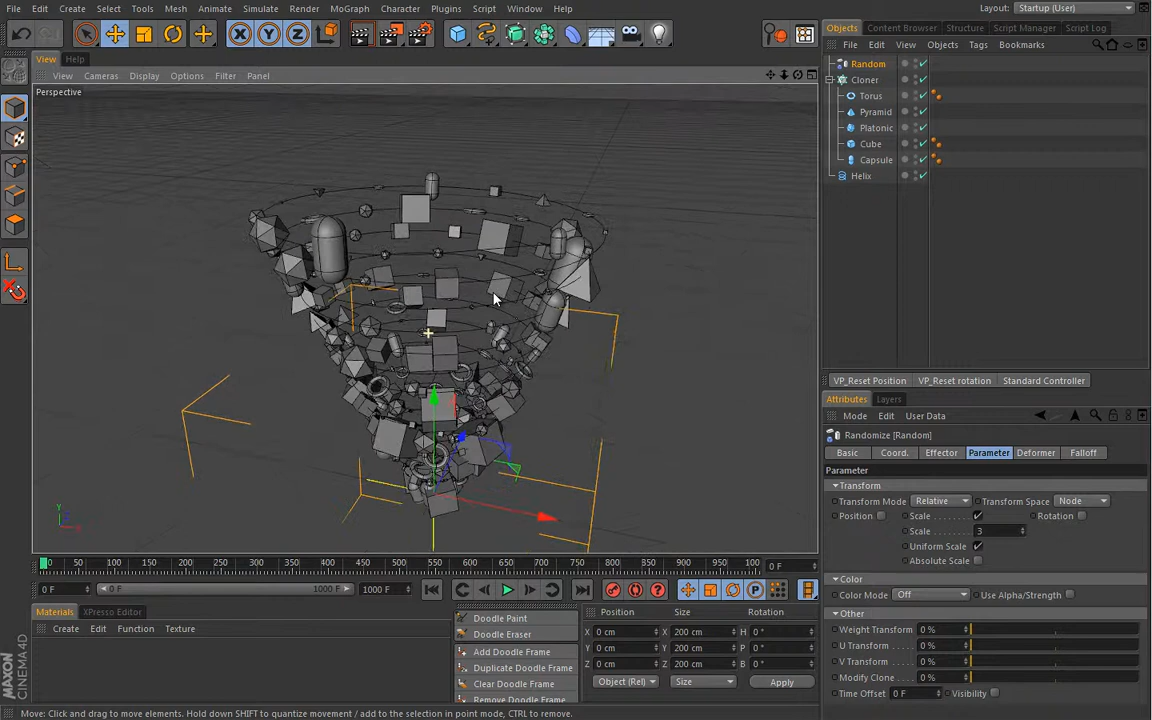 File Edit Create Select Tools Mesh Animate Simulate Render MoGraph Character Plugins Script Window Help Layout: Startup (User)
Objects Content Browser Structure Script Manager Script Log
File Edit View Objects Tags Bookmarks
View Help
View Cameras Display Options Filter Panel
Perspective
Random
Cloner
Torus
Pyramid
Platonic
Cube
Capsule
Helix
VP_Reset Position VP_Reset rotation Standard Controller
Attributes Layers
Mode Edit User Data
Randomize [Random]
Basic Coord. Effector Parameter Deformer Falloff
Parameter
Transform
Transform Mode Relative Transform Space Node
Position Scale Rotation
Scale 3
Uniform Scale
Absolute Scale
Color
Color Mode Off Use Alpha/Strength
Other
Weight Transform 0 %
U Transform 0 %
V Transform 0 %
Modify Clone 0 %
Time Offset 0 F Visibility
X Y Z
Y
0 50 100 150 200 250 300 350 400 450 500 550 600 650 700 750 800 850 900 950 100 0 F
0 F 0 F 1000 F 1000 F
P
Materials XPresso Editor
Create Edit Function Texture
Doodle Paint
Doodle Eraser
Add Doodle Frame
Duplicate Doodle Frame
Clear Doodle Frame
Remove Doodle Frame
Position Size Rotation
X 0 cm X 200 cm H 0 °
Y 0 cm Y 200 cm P 0 °
Z 0 cm Z 200 cm B 0 °
Object (Rel) Size Apply
MAXON
CINEMA 4D
Move: Click and drag to move elements. Hold down SHIFT to quantize movement / add to the selection in point mode, CTRL to remove.